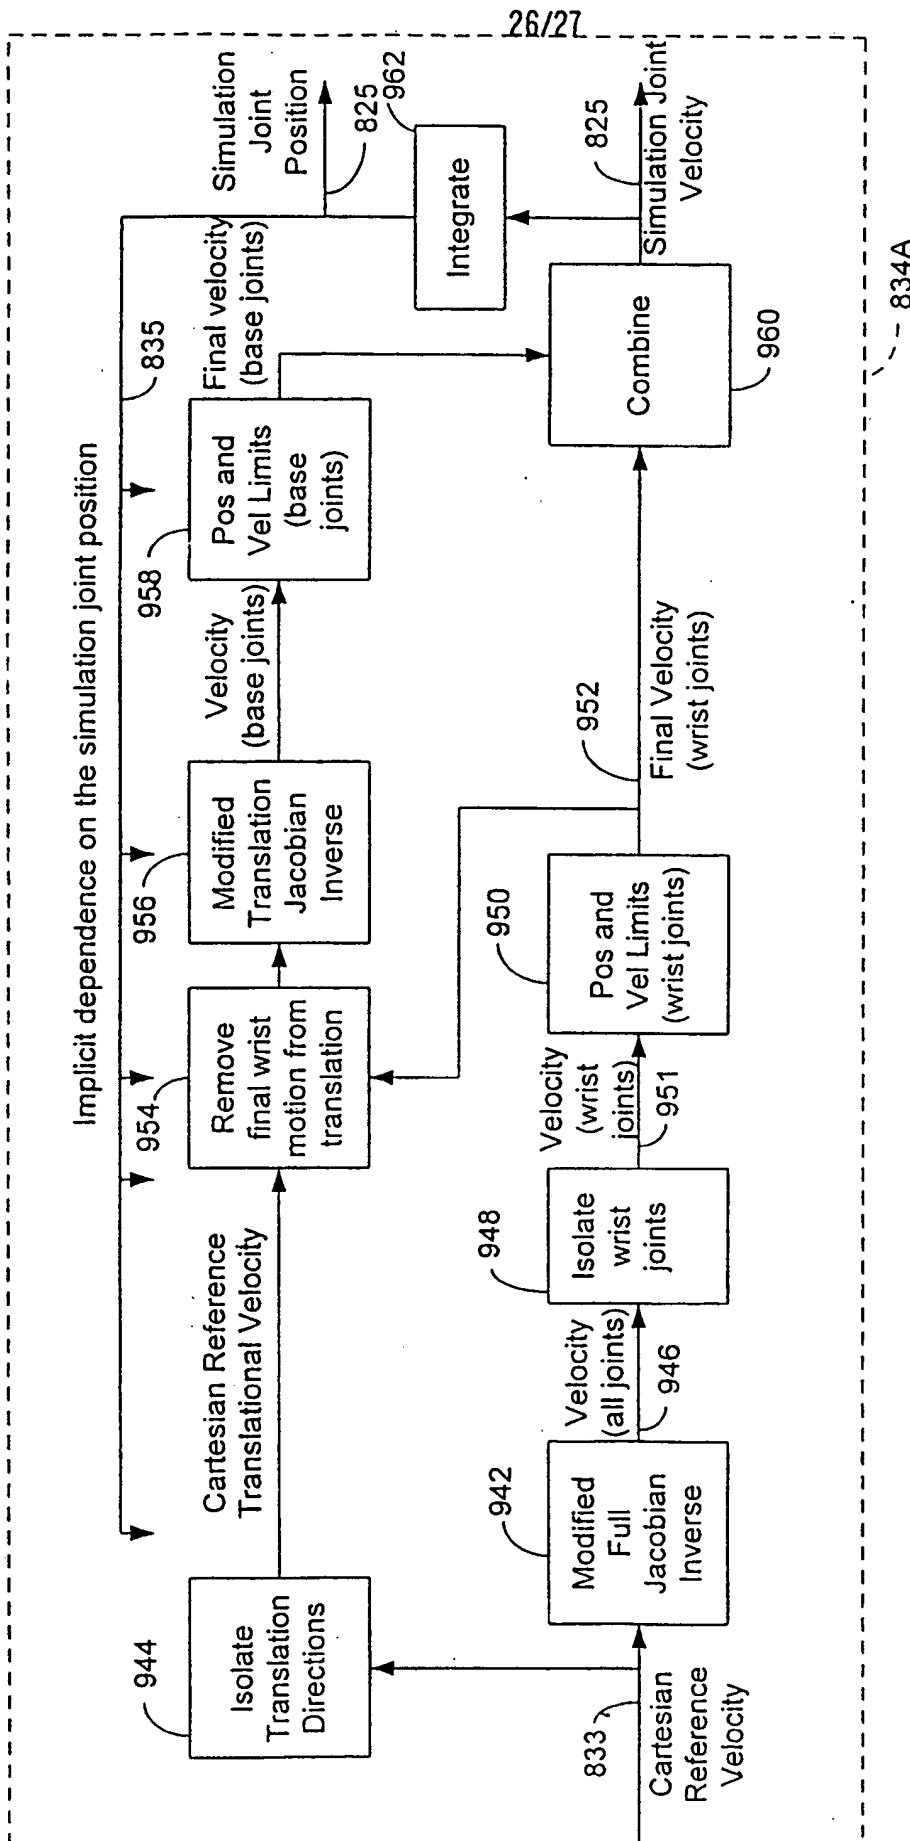 26/27
Implicit dependence on the simulation joint position
835
944
Isolate
Translation
Directions
Cartesian Reference
Translational Velocity
954
Remove
final wrist
motion from
translation
956
Modified
Translation
Jacobian
Inverse
Velocity
(base joints)
958
Pos and
Vel Limits
(base
joints)
Final velocity
(base joints)
Simulation
Joint
Position
825
962
Integrate
833
Cartesian
Reference
Velocity
942
Modified
Full
Jacobian
Inverse
Velocity
(all joints)
946
948
Isolate
wrist
joints
Velocity
(wrist
joints)
951
950
Pos and
Vel Limits
(wrist joints)
952
Final Velocity
(wrist joints)
Combine
960
825
Simulation Joint
Velocity
834A